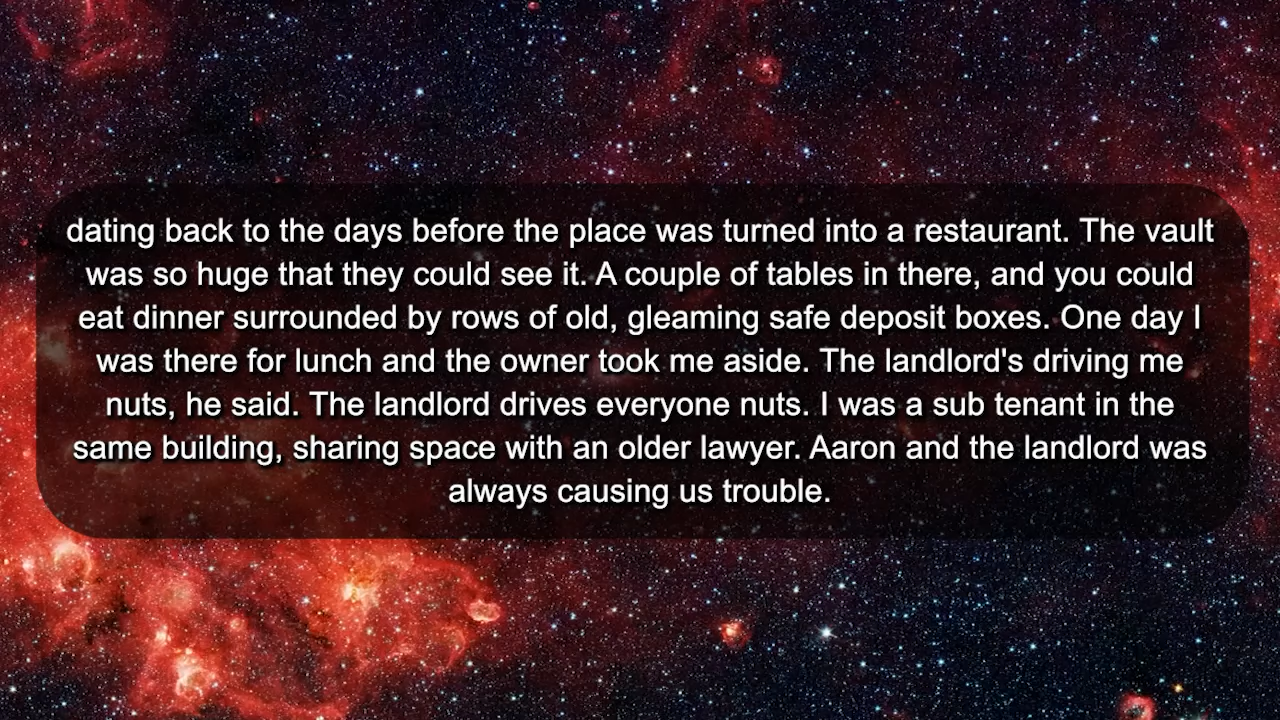 dating back to the days before the place was turned into a restaurant. The vault
was so huge that they could see it. A couple of tables in there, and you could
eat dinner surrounded by rows of old, gleaming safe deposit boxes. One day I
was there for lunch and the owner took me aside. The landlord's driving me
nuts, he said. The landlord drives everyone nuts. I was a sub tenant in the
same building, sharing space with an older lawyer. Aaron and the landlord was
always causing us trouble.